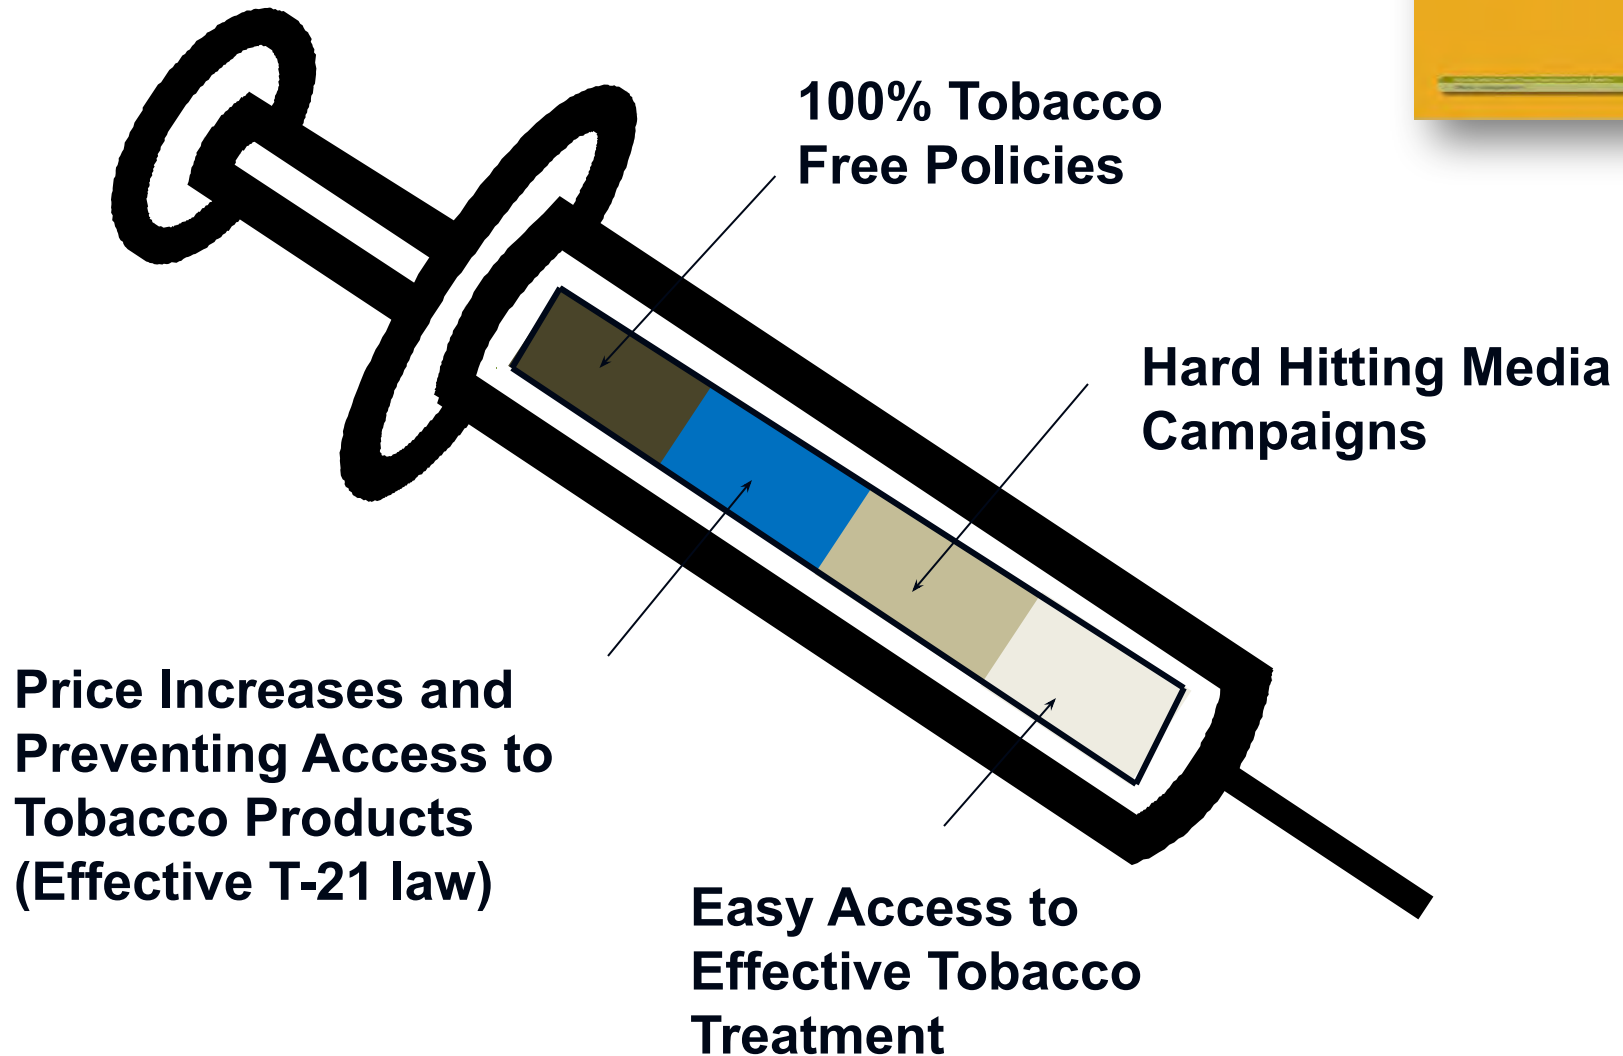 100% Tobacco
Free Policies
Hard Hitting Media
Campaigns
Price Increases and
Preventing Access to
Tobacco Products
(Effective T-21 law)
Easy Access to
Effective Tobacco
Treatment